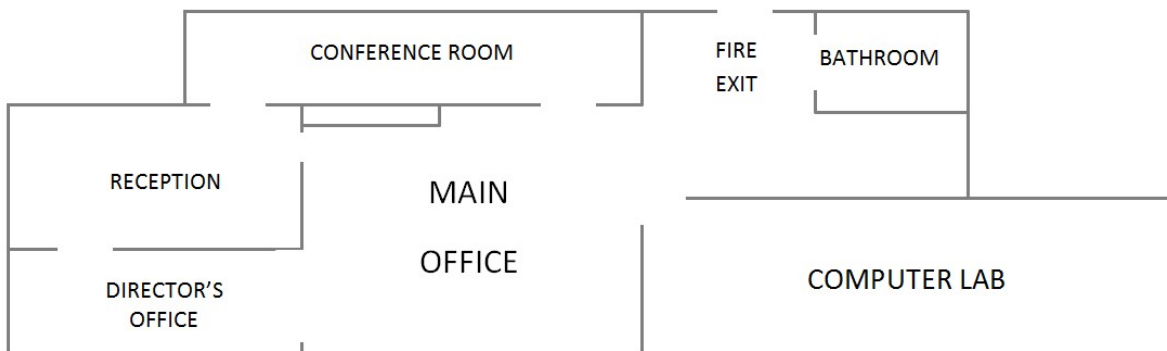 CONFERENCE ROOM
FIRE
EXIT
BATHROOM
RECEPTION
MAIN
OFFICE
DIRECTOR’S
OFFICE
COMPUTER LAB